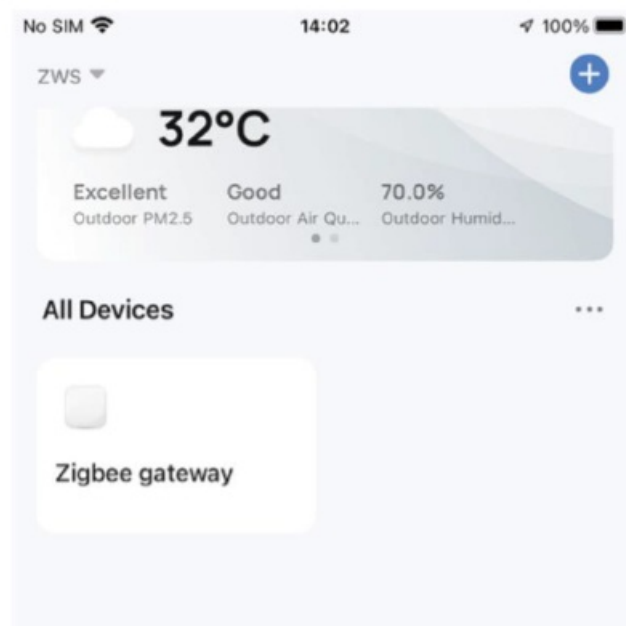 No SIM 14:02 100%
ZWS
32°C
Excellent Good 70.0%
Outdoor PM2.5 Outdoor Air Qu... Outdoor Humid...
All Devices
Zigbee gateway